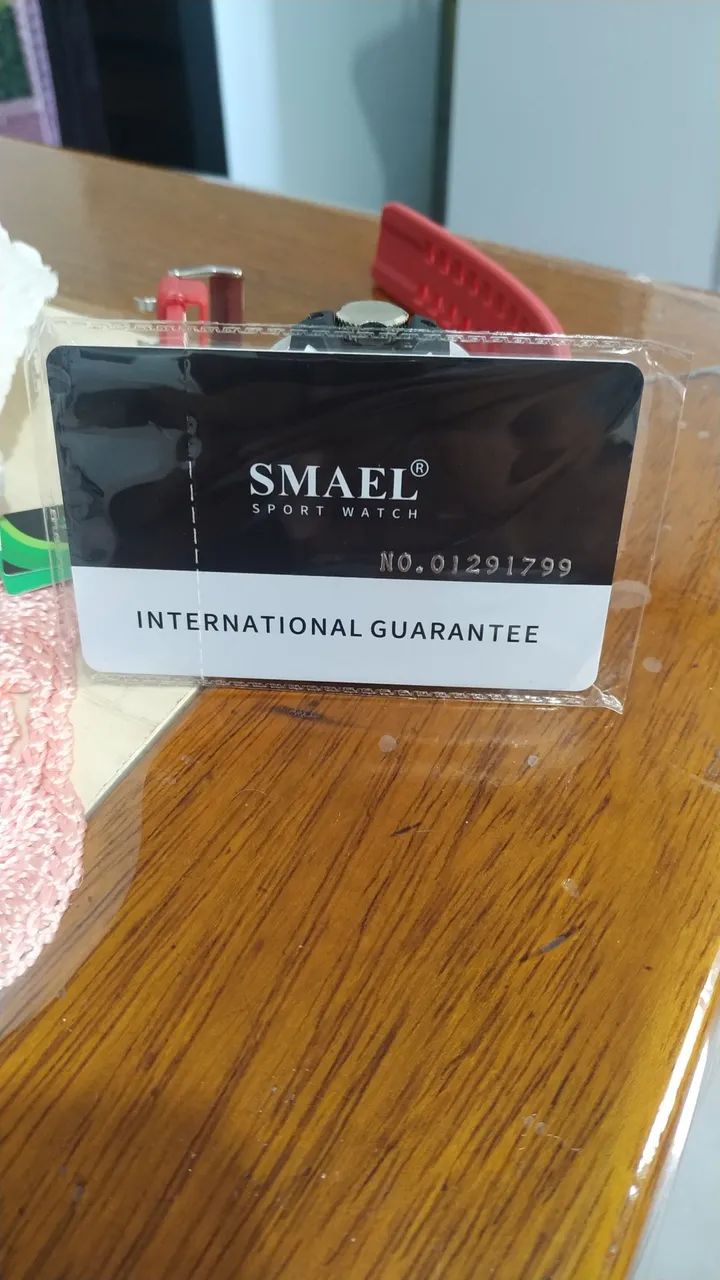 SMAEL®
SPORT WATCH
NO.01291799
INTERNATIONAL GUARANTEE